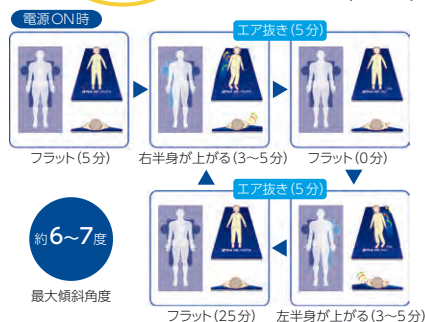 電源ON時
エア抜き(5分)
フラット(5分)
右半身が上がる(3〜5分)
フラット(0分)
エア抜き(5分)
約6〜7度
最大傾斜角度
フラット(25分)
左半身が上がる(3〜5分)